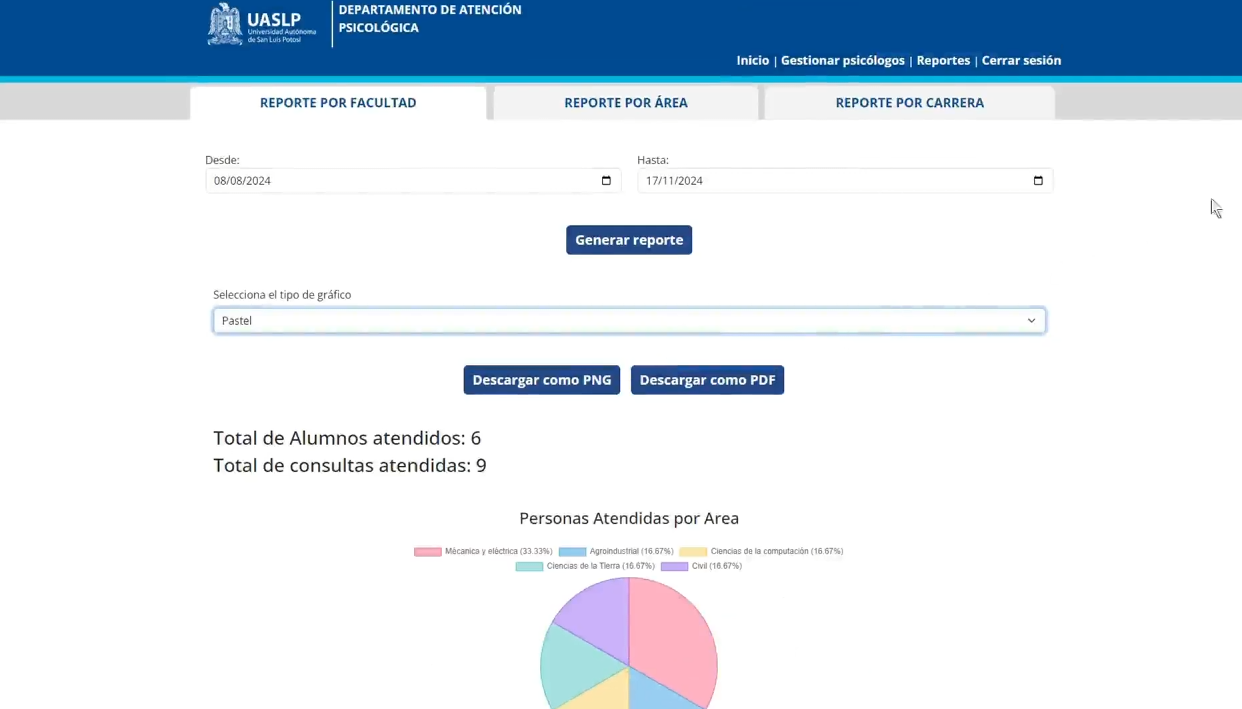 UASLP
Universidad Autónoma
de San Luis Potosí
DEPARTAMENTO DE ATENCIÓN
PSICOLÓGICA
Inicio | Gestionar psicólogos | Reportes | Cerrar sesión
REPORTE POR FACULTAD
REPORTE POR ÁREA
REPORTE POR CARRERA
Desde:
Hasta:
08/08/2024
17/11/2024
Generar reporte
Selecciona el tipo de gráfico
Pastel
Descargar como PNG
Descargar como PDF
Total de Alumnos atendidos: 6
Total de consultas atendidas: 9
Personas Atendidas por Area
Mécanica y eléctrica (33.33%) Agroindustrial (16.67%) Ciencias de la computación (16.67%)
Ciencias de la Tierra (16.67%) Civil (16.67%)